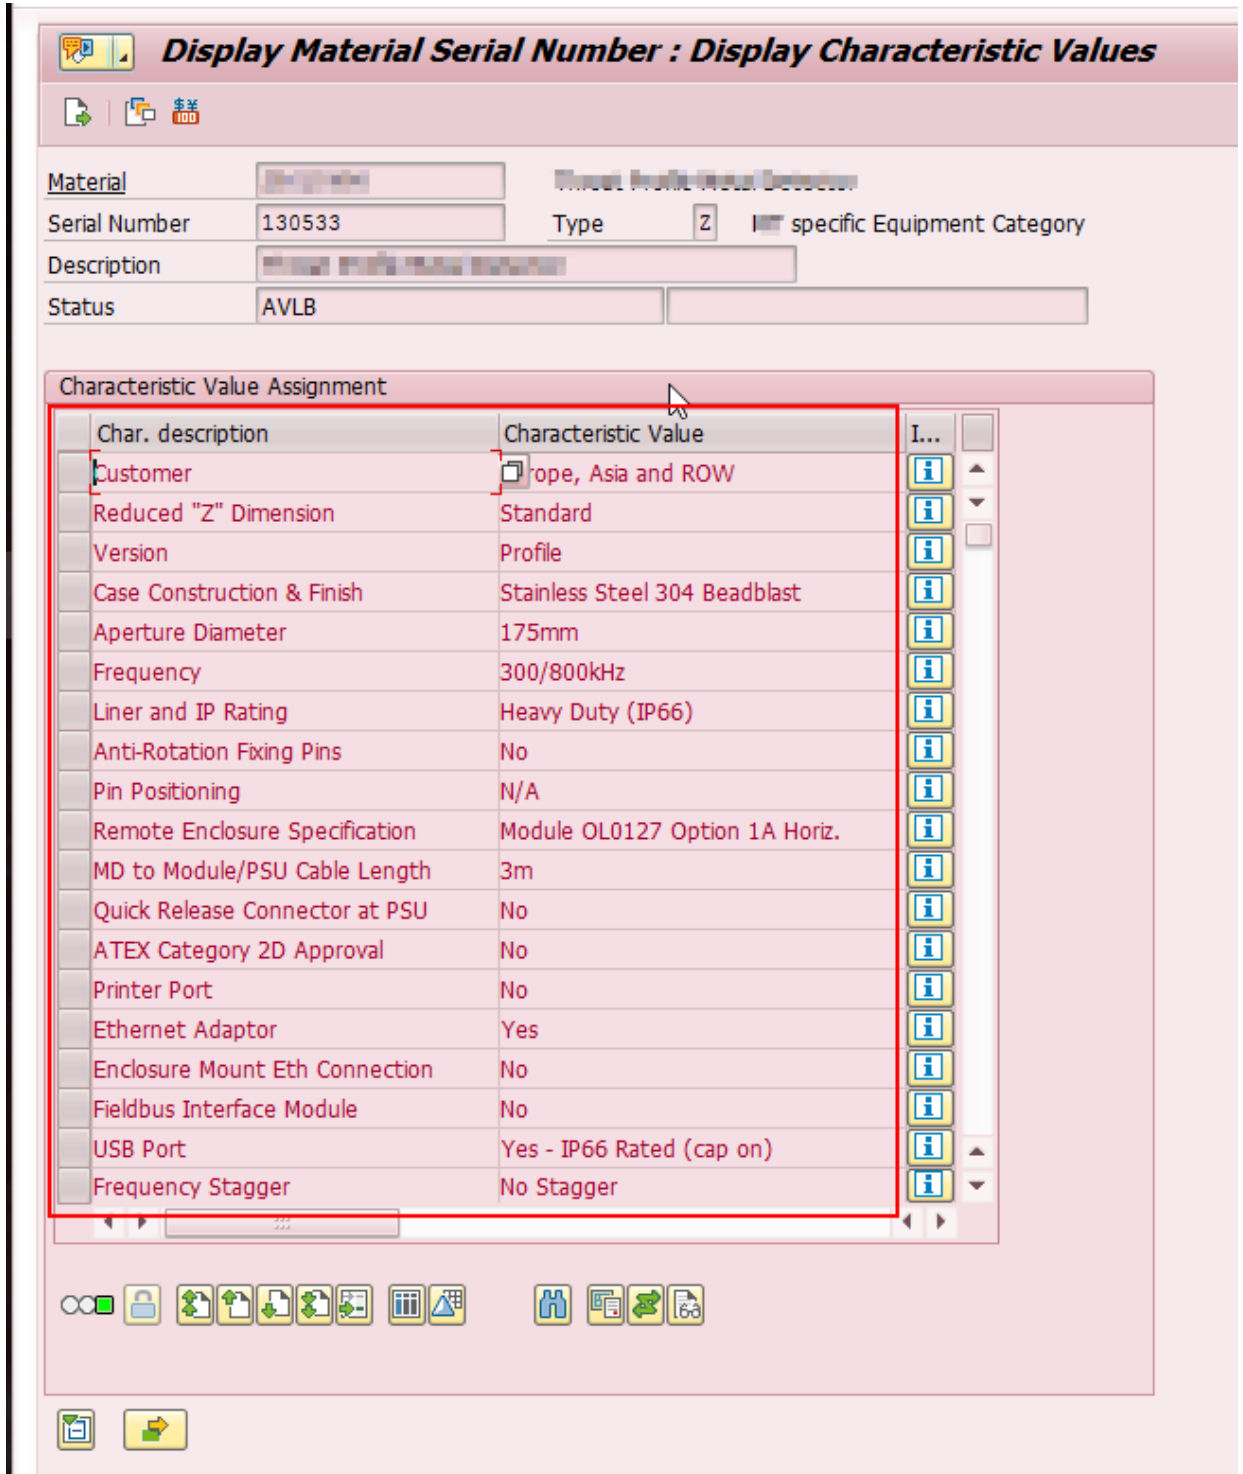 Display Material Serial Number : Display Characteristic Values
Material
Serial Number 130533 Type Z specific Equipment Category
Description
Status AVLB
Characteristic Value Assignment
Char. description Characteristic Value I...
Customer rope, Asia and ROW
Reduced "Z" Dimension Standard
Version Profile
Case Construction & Finish Stainless Steel 304 Beadblast
Aperture Diameter 175mm
Frequency 300/800kHz
Liner and IP Rating Heavy Duty (IP66)
Anti-Rotation Fixing Pins No
Pin Positioning N/A
Remote Enclosure Specification Module OL0127 Option 1A Horiz.
MD to Module/PSU Cable Length 3m
Quick Release Connector at PSU No
ATEX Category 2D Approval No
Printer Port No
Ethernet Adaptor Yes
Enclosure Mount Eth Connection No
Fieldbus Interface Module No
USB Port Yes - IP66 Rated (cap on)
Frequency Stagger No Stagger